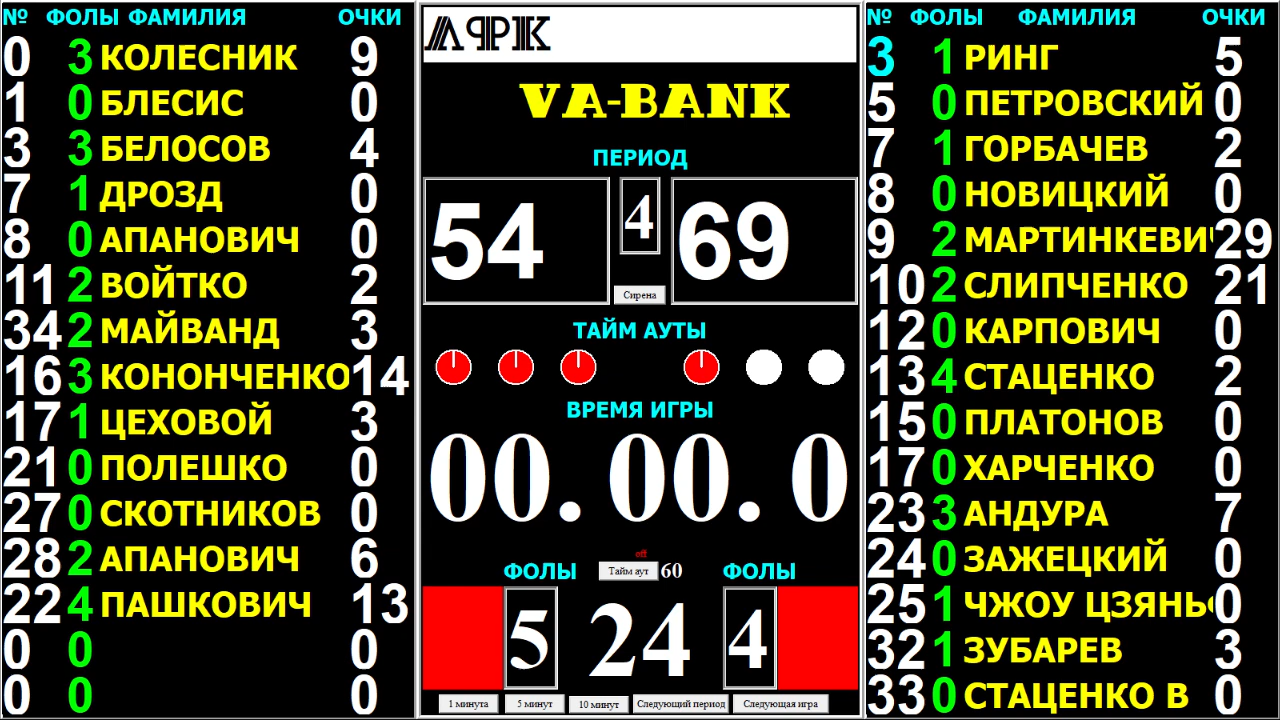 № ФОЛЫ ФАМИЛИЯ ОЧКИ
0 3 КОЛЕСНИК 9
1 0 БЛЕСИС 0
3 3 БЕЛОСОВ 4
7 1 ДРОЗД 0
8 0 АПАНОВИЧ 0
11 2 ВОЙТКО 2
34 2 МАЙВАНД 3
16 3 КОНОНЧЕНКО 14
17 1 ЦЕХОВОЙ 3
21 0 ПОЛЕШКО 0
27 0 СКОТНИКОВ 0
28 2 АПАНОВИЧ 6
22 4 ПАШКОВИЧ 13
0 0 0
0 0 0
ЛЧРК
VA-BANK
ПЕРИОД
54 4 69
Сирена
ТАЙМ АУТЫ
ВРЕМЯ ИГРЫ
00. 00. 0
off
ФОЛЫ Тайм аут 60 ФОЛЫ
5 24 4
1 минута 5 минут 10 минут Следующий период Следующая игра
№ ФОЛЫ ФАМИЛИЯ ОЧКИ
3 1 РИНГ 5
5 0 ПЕТРОВСКИЙ 0
7 1 ГОРБАЧЕВ 2
8 0 НОВИЦКИЙ 0
9 2 МАРТИНКЕВИЧ 29
10 2 СЛИПЧЕНКО 21
12 0 КАРПОВИЧ 0
13 4 СТАЦЕНКО 2
15 0 ПЛАТОНОВ 0
17 0 ХАРЧЕНКО 0
23 3 АНДУРА 7
24 0 ЗАЖЕЦКИЙ 0
25 1 ЧЖОУ ЦЗЯНЬ 0
32 1 ЗУБАРЕВ 3
33 0 СТАЦЕНКО В 0